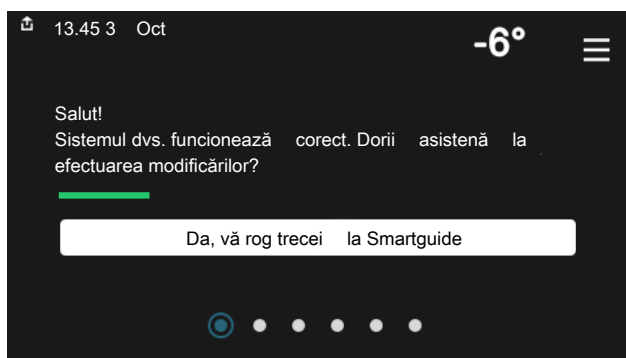 13.45 3 Oct
-6°
Salut!
Sistemul dvs. funcționează corect. Dorii asistenă la
efectuarea modificărilor?
Da, vă rog trecei la Smartguide